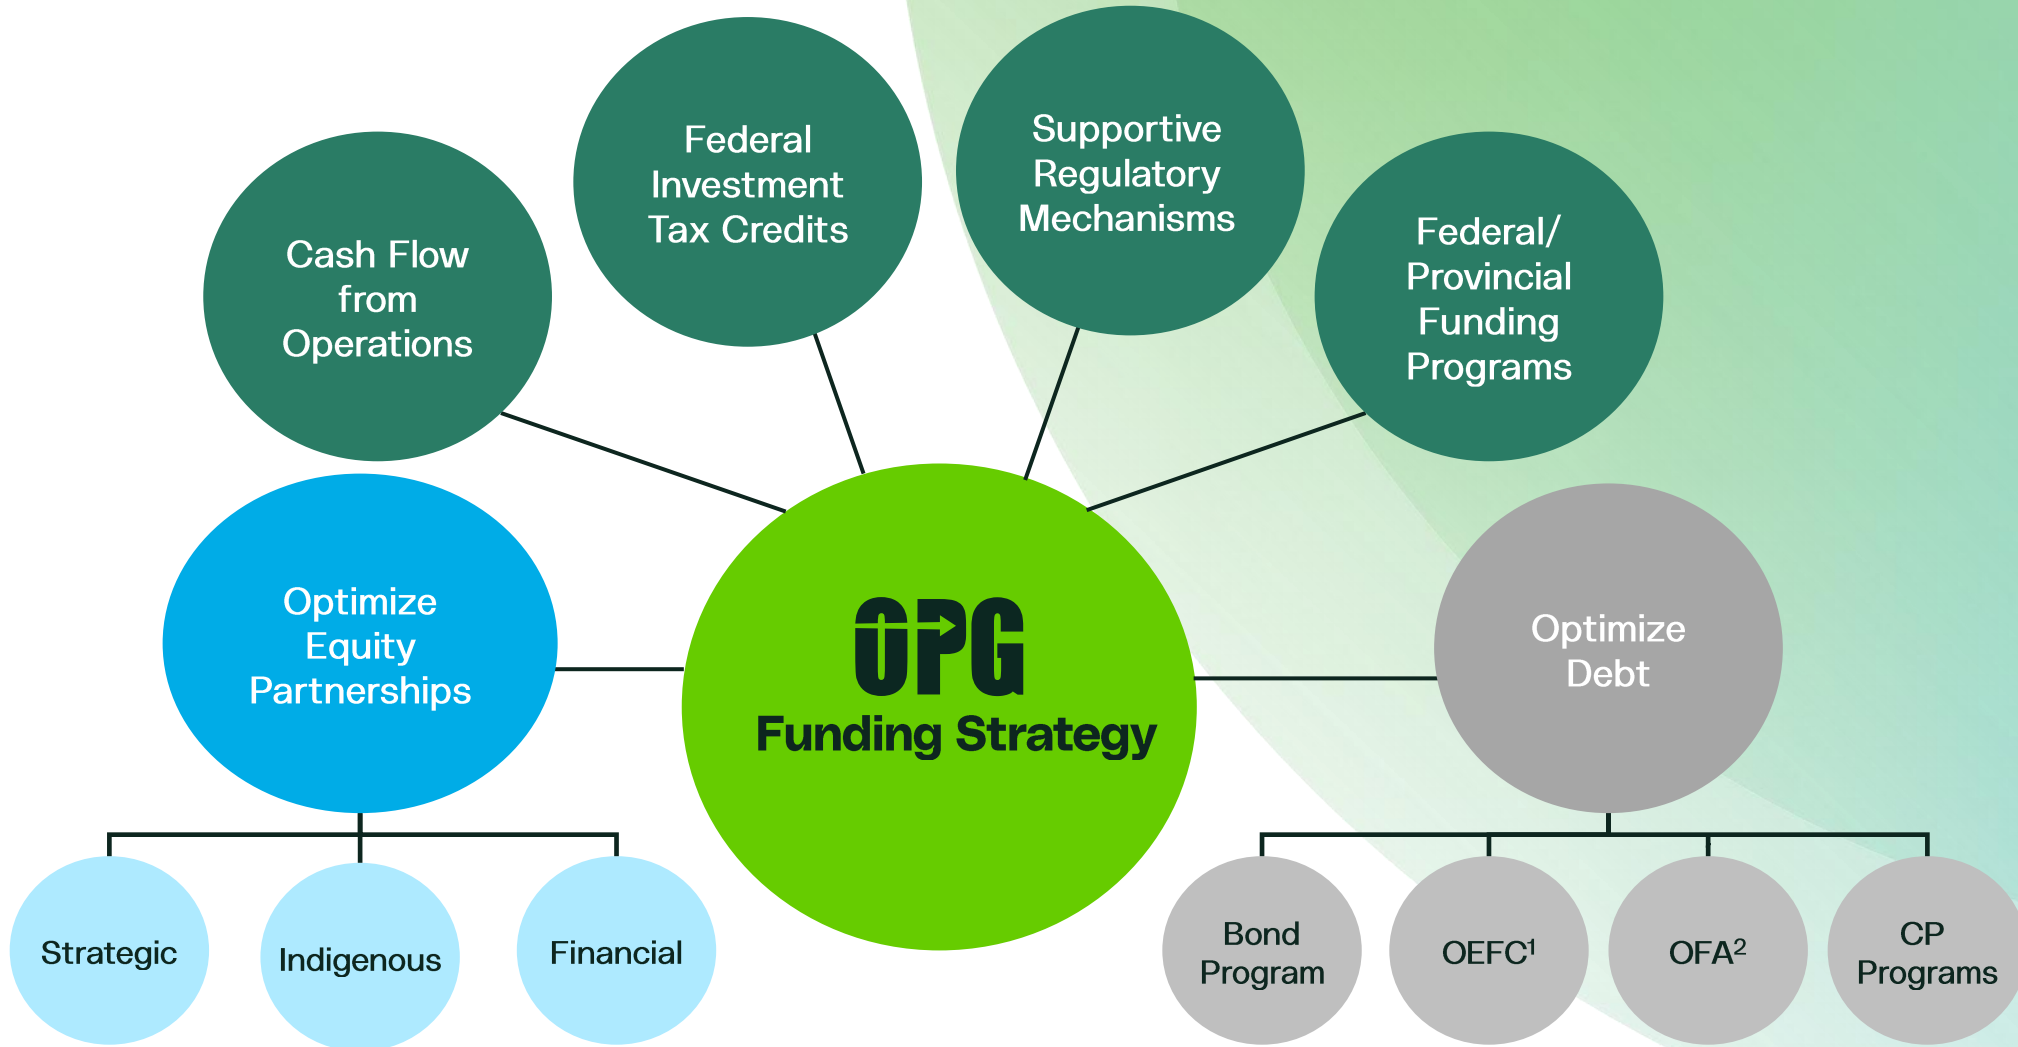 Cash Flow
from
Operations
Federal
Investment
Tax Credits
Supportive
Regulatory
Mechanisms
Federal/
Provincial
Funding
Programs
Optimize
Equity
Partnerships
OPG
Funding Strategy
Optimize
Debt
Strategic
Indigenous
Financial
Bond
Program
OEFC¹
OFA²
CP
Programs